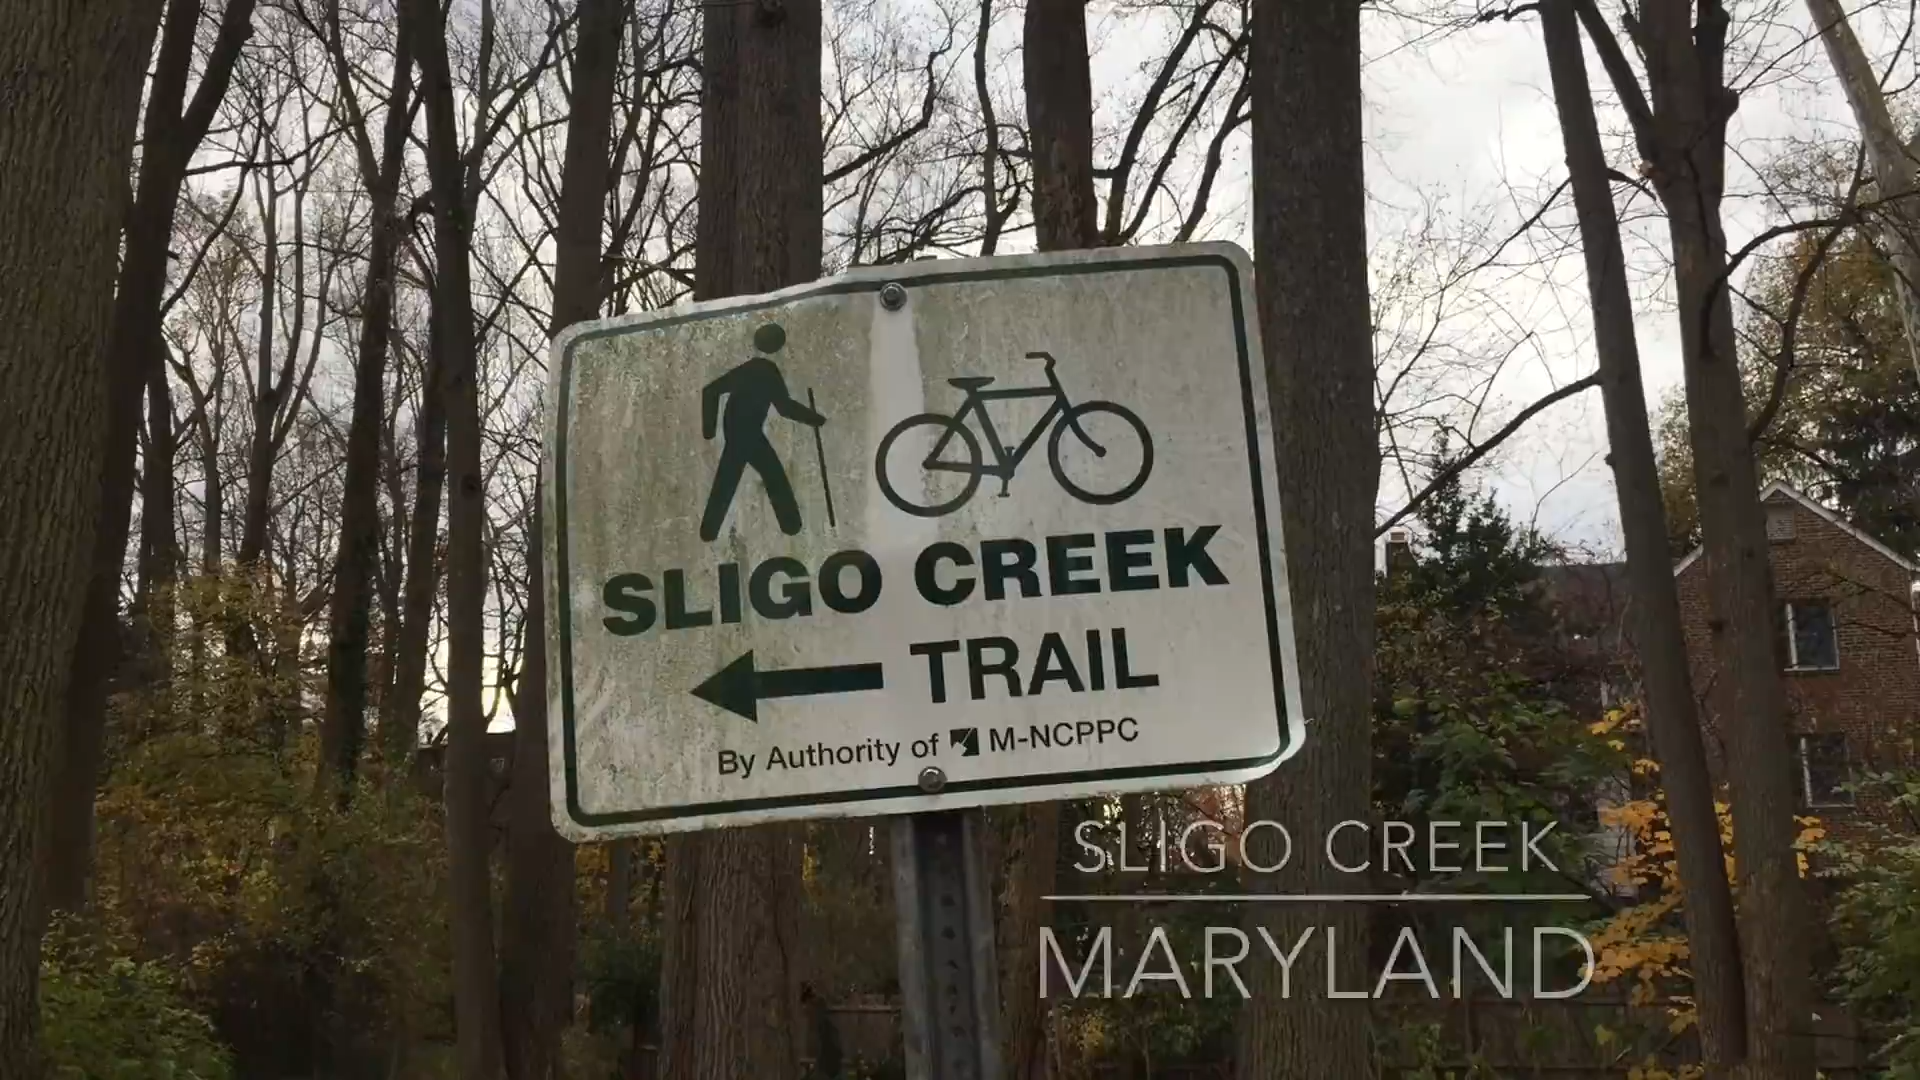 SLIGO CREEK
TRAIL
By Authority of M-NCPPC
SLIGO CREEK
MARYLAND